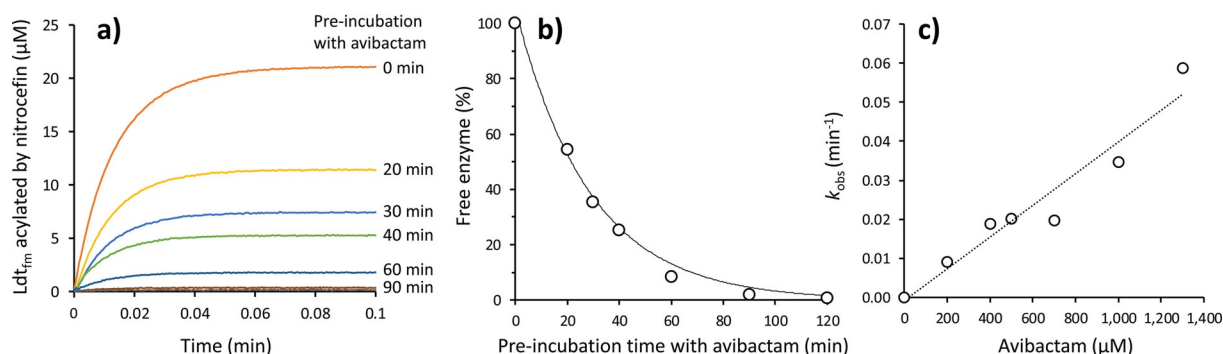 a)
Ldt_fm acylated by nitrocefin (µM)
25
20
15
10
5
0
Pre-incubation
with avibactam
0 min
20 min
30 min
40 min
60 min
90 min
0
0.02
0.04
0.06
0.08
0.1
Time (min)
b)
Free enzyme (%)
100
80
60
40
20
0
0
20
40
60
80
100
120
Pre-incubation time with avibactam (min)
c)
k_obs (min⁻¹)
0.07
0.06
0.05
0.04
0.03
0.02
0.01
0.00
0
200
400
600
800
1,000
1,200
1,400
Avibactam (µM)